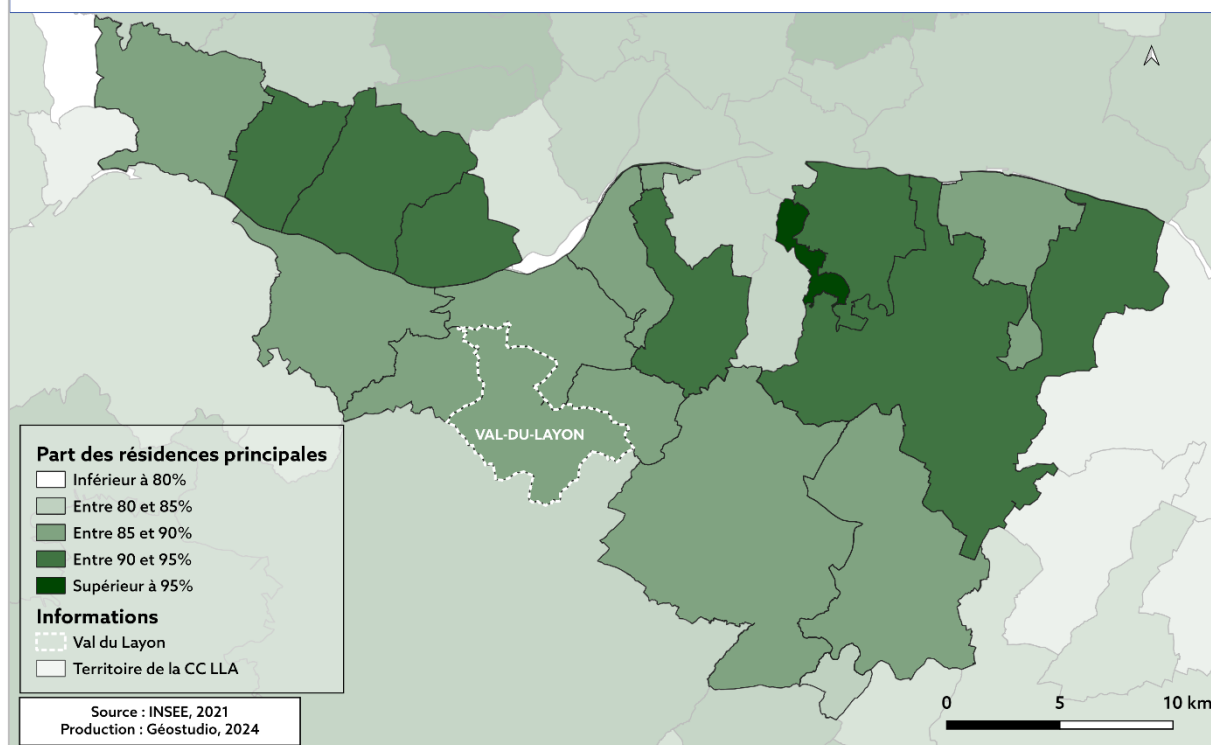 VAL-DU-LAYON
Part des résidences principales
Inférieur à 80%
Entre 80 et 85%
Entre 85 et 90%
Entre 90 et 95%
Supérieur à 95%
Informations
Val du Layon
Territoire de la CC LLA
Source : INSEE, 2021
Production : Géostudio, 2024
0 5 10 km